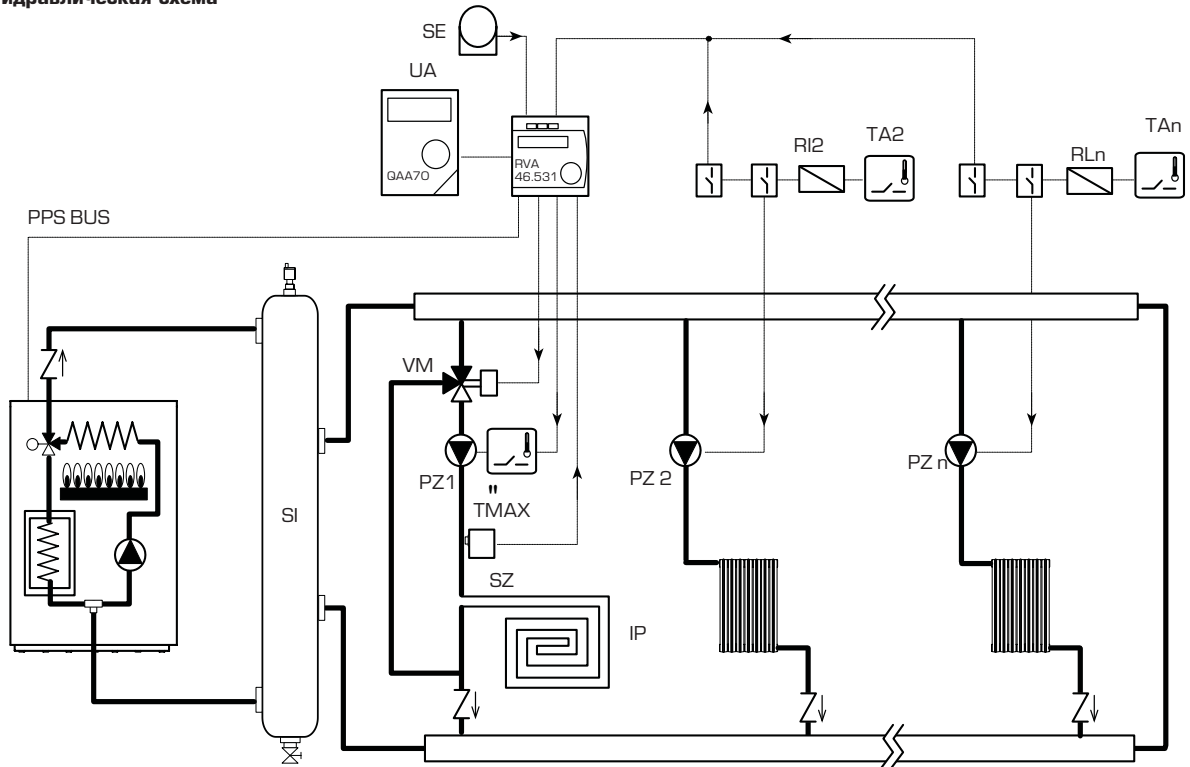 гидравлическая схема
SE
UA
TAn
TA2
RI2
RLn
RVA
46.531
QAA70
PPS BUS
VM
PZ1
PZ 2
PZ n
"
TMAX
SI
SZ
IP